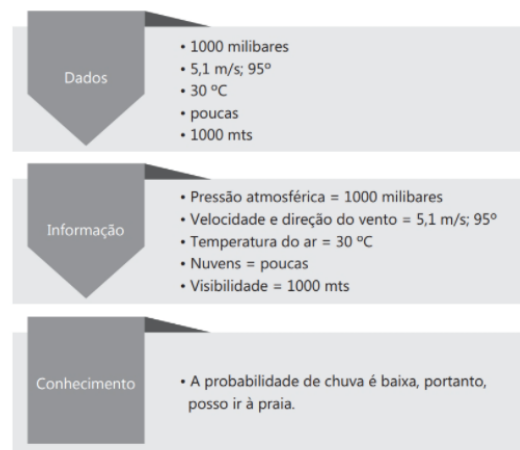 Dados
• 1000 milibares
• 5,1 m/s; 95º
• 30 ºC
• poucas
• 1000 mts
Informação
• Pressão atmosférica = 1000 milibares
• Velocidade e direção do vento = 5,1 m/s; 95º
• Temperatura do ar = 30 ºC
• Nuvens = poucas
• Visibilidade = 1000 mts
Conhecimento
• A probabilidade de chuva é baixa, portanto,
posso ir à praia.